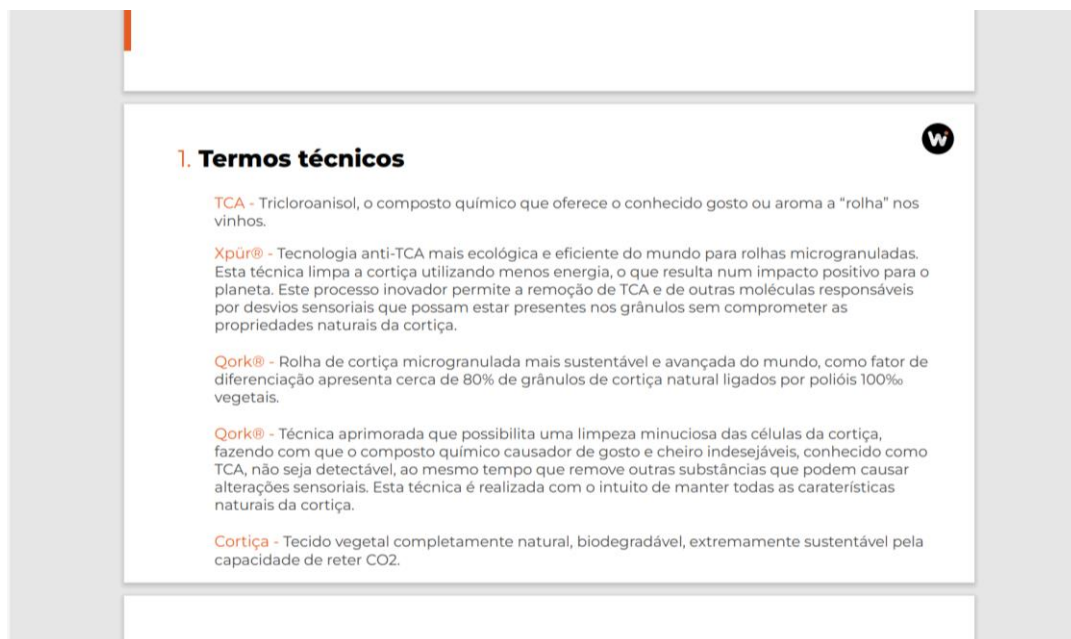 W
1. Termos técnicos
TCA - Tricloroanisol, o composto químico que oferece o conhecido gosto ou aroma a “rolha” nos
vinhos.
Xpür® - Tecnologia anti-TCA mais ecológica e eficiente do mundo para rolhas microgranuladas.
Esta técnica limpa a cortiça utilizando menos energia, o que resulta num impacto positivo para o
planeta. Este processo inovador permite a remoção de TCA e de outras moléculas responsáveis
por desvios sensoriais que possam estar presentes nos grânulos sem comprometer as
propriedades naturais da cortiça.
Qork® - Rolha de cortiça microgranulada mais sustentável e avançada do mundo, como fator de
diferenciação apresenta cerca de 80% de grânulos de cortiça natural ligados por polióis 100‰
vegetais.
Qork® - Técnica aprimorada que possibilita uma limpeza minuciosa das células da cortiça,
fazendo com que o composto químico causador de gosto e cheiro indesejáveis, conhecido como
TCA, não seja detectável, ao mesmo tempo que remove outras substâncias que podem causar
alterações sensoriais. Esta técnica é realizada com o intuito de manter todas as caraterísticas
naturais da cortiça.
Cortiça - Tecido vegetal completamente natural, biodegradável, extremamente sustentável pela
capacidade de reter CO2.